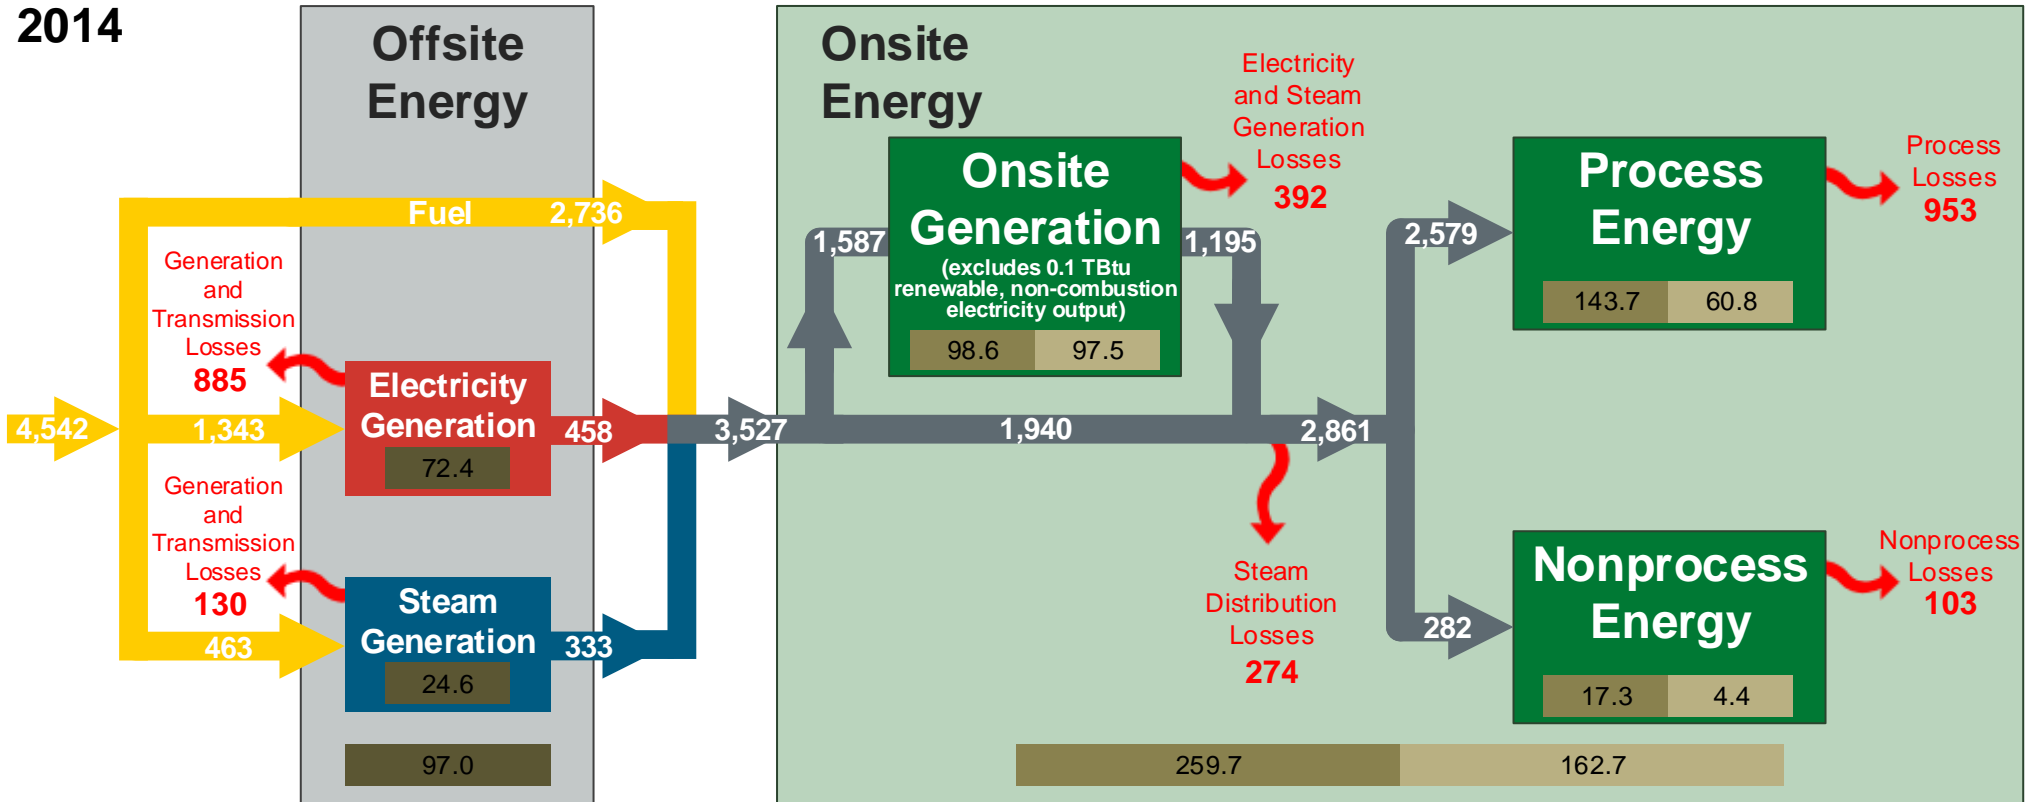 2014
Offsite
Energy
Onsite
Energy
Electricity
and Steam
Generation
Losses
392
Onsite
Generation
(excludes 0.1 TBtu
renewable, non-combustion
electricity output)
98.6 97.5
Process
Energy
143.7 60.8
Process
Losses
953
Fuel 2,736
1,587
1,195
2,579
Generation
and
Transmission
Losses
885
Electricity
Generation
72.4
4,542
1,343
458
3,527
1,940
2,861
Generation
and
Transmission
Losses
130
Steam
Generation
24.6
463
333
Steam
Distribution
Losses
274
282
Nonprocess
Energy
17.3 4.4
Nonprocess
Losses
103
97.0
259.7 162.7